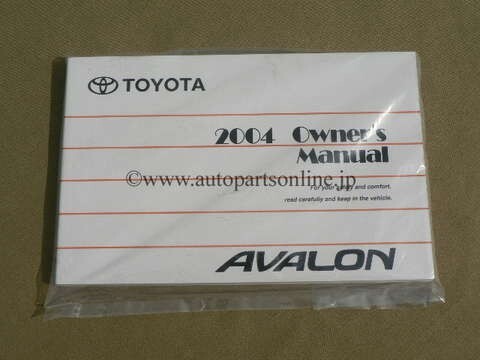 TOYOTA
2004 Owner's
Manual
©www.autopartsonline.jp
For your safety and comfort,
read carefully and keep in the vehicle.
AVALON